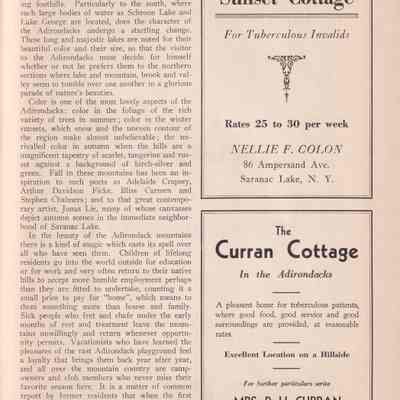 ing foothills. Particularly to the south, where
such large bodies of water as Schroon Lake and
Lake George are located, does the character of
the Adirondacks undergo a startling change.
These long and majestic lakes are noted for their
beautiful color and their size, so that the visitor
to the Adirondacks must decide for himself
whether or not he prefers them to the northern
sections where lake and mountain, brook and val-
ley seem to tumble over one another in a glorious
parade of nature's beauties.
Color is one of the most lovely aspects of the
Adirondacks: color in the foliage of the rich
variety of trees in summer; color in the winter
sunsets, which snow and the uneven contour of
the region make almost unbelievable; the un-
rivalled color in autumn when the hills are a
magnificent tapestry of scarlet, tangerine and rus-
set against a background of birch-silver and
green. Fall in these mountains has been an in-
spiration to such poets as Adelaide Crapsey,
Arthur Davidson Ficke, Bliss Carmen and
Stephen Chalmers; and to that great contempo-
rary artist, Jonas Lie, many of whose canvasses
depict autumn scenes in the immediate neighbor-
hood of Saranac Lake.
In the beauty of the Adirondack mountains
there is a kind of magic which casts its spell over
all who have seen them. Children of lifelong
residents go into the world outside for education
or for work and very often return to their native
hills to accept more humble employment perhaps
than they are fitted to undertake, counting it a
small price to pay for "home", which means to
them something more than house and family.
Sick people who fret and chafe under the early
months of rest and treatment leave the moun-
tains unwillingly and return whenever opportu-
nity permits. Vacationists who have learned the
pleasures of the vast Adirondack playground feel
a loyalty that brings them back year after year,
and all over the mountain country are camp-
owners and club members who never miss their
favorite season here. It is a matter of common
report by former residents that when the first
Sunset Cottage
For Tuberculous Invalids
Rates 25 to 30 per week
NELLIE F. COLON
86 Ampersand Ave.
Saranac Lake, N. Y.
The
Curran Cottage
In the Adirondacks
A pleasant home for tuberculous patients,
where good food, good service and good
surroundings are provided, at reasonable
rates
Excellent Location on a Hillside
For further particulars write
MRS. CURRAN